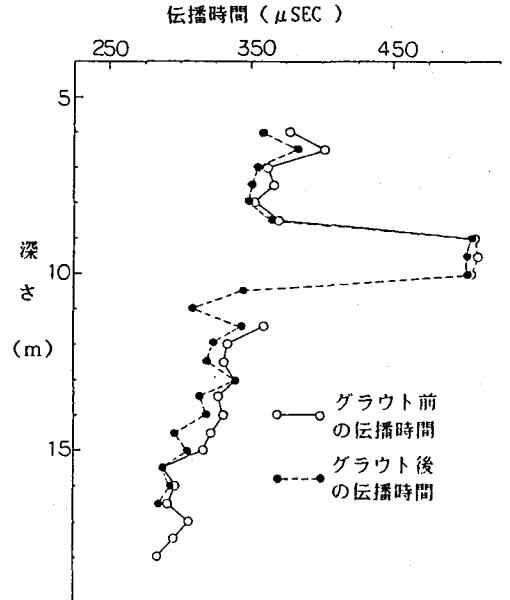 伝播時間（μSEC）
250 350 450
5
10
15
深
さ
(m)
グラウト前
の伝播時間
グラウト後
の伝播時間